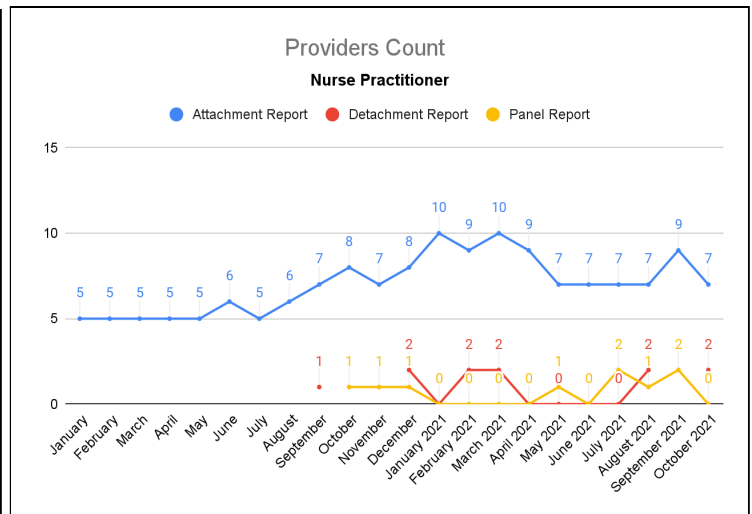 Providers Count
Nurse Practitioner
Attachment Report Detachment Report Panel Report
15
10
5
0
5 5 5 5 5 6 5 6 7 8 7 8 10 9 10 9 7 7 7 7 9 7
1 2 2 2 0 0 2 2
1 1 1 0 0 0 0 1 0 2 1 2 0
January February March April May June July August September October November December January 2021 February 2021 March 2021 April 2021 May 2021 June 2021 July 2021 August 2021 September 2021 October 2021